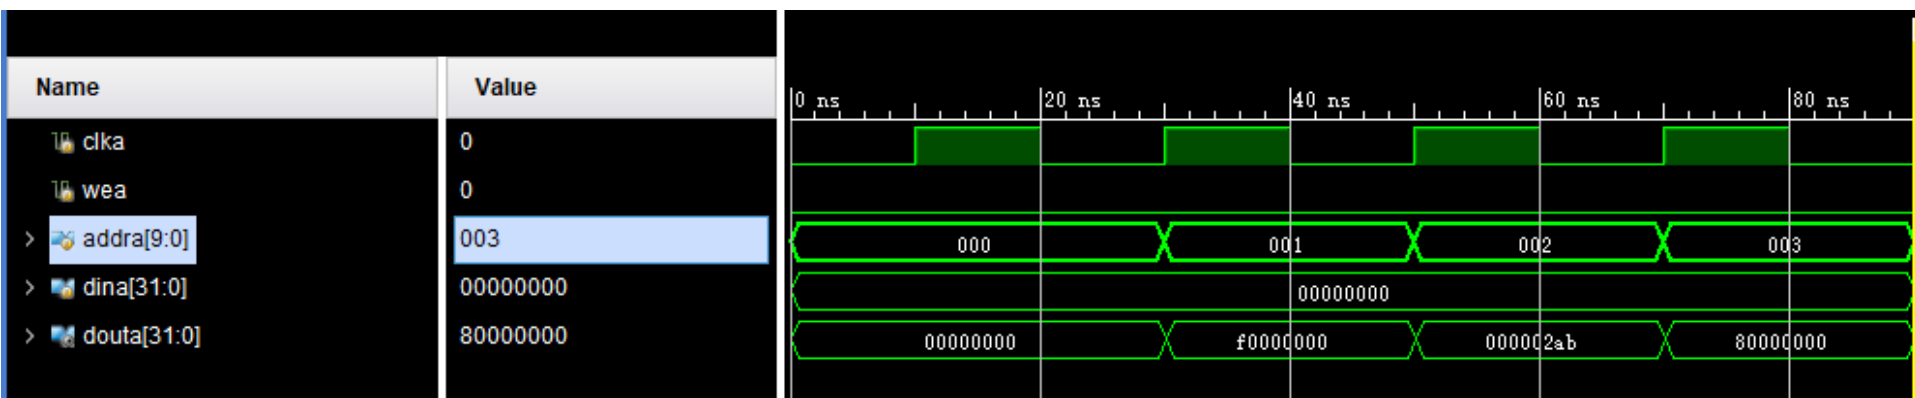 Name Value
0 ns 20 ns 40 ns 60 ns 80 ns
clka 0
wea 0
addra[9:0] 003 000 001 002 003
dina[31:0] 00000000 00000000
douta[31:0] 80000000 00000000 f0000000 000002ab 80000000